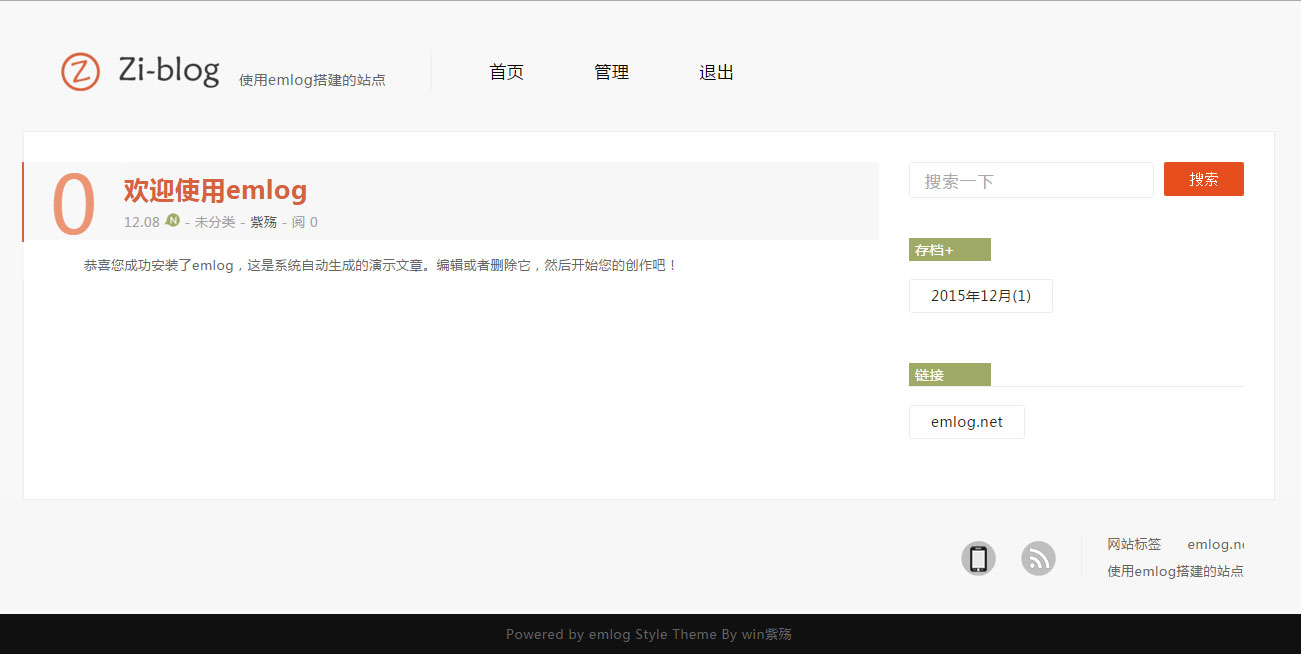 Z Zi-blog 使用emlog搭建的站点 首页 管理 退出
0
欢迎使用emlog
12.08 N - 未分类 - 紫殇 - 阅 0
恭喜您成功安装了emlog，这是系统自动生成的演示文章。编辑或者删除它，然后开始您的创作吧！
搜索一下 搜索
存档+
2015年12月(1)
链接
emlog.net
网站标签 emlog.ne
使用emlog搭建的站点
Powered by emlog Style Theme By win紫殇